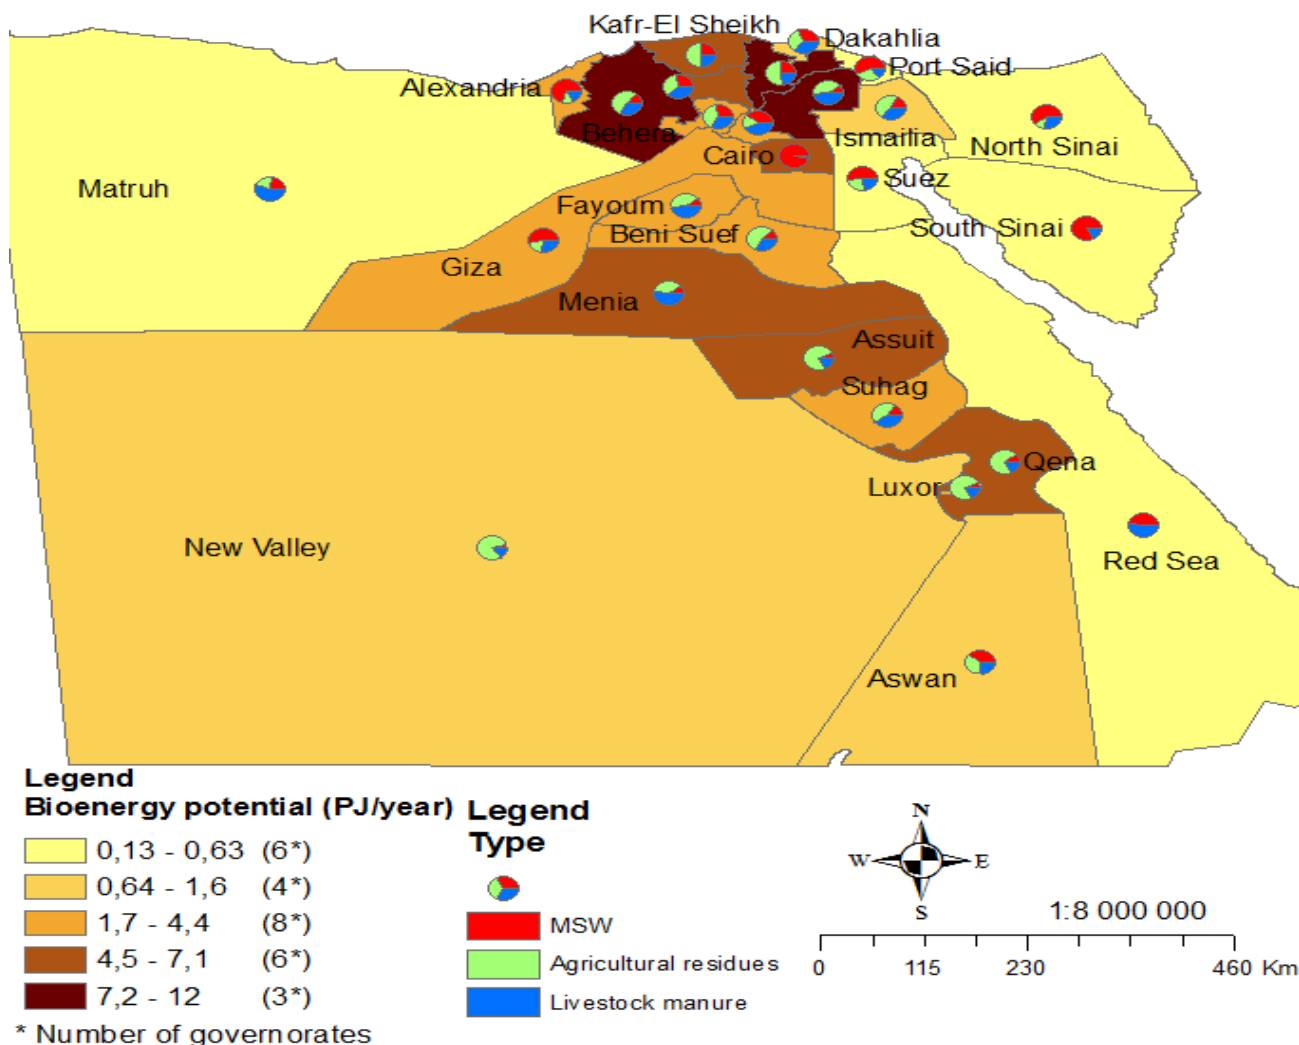 Kafr-El Sheikh
Dakahlia
Port Said
Alexandria
Behera
Ismailia
North Sinai
Cairo
Suez
Matruh
Fayoum
South Sinai
Beni Suef
Giza
Menia
Assuit
Suhag
Qena
Luxor
New Valley
Red Sea
Aswan
Legend
Bioenergy potential (PJ/year)
0,13 - 0,63 (6*)
0,64 - 1,6 (4*)
1,7 - 4,4 (8*)
4,5 - 7,1 (6*)
7,2 - 12 (3*)
* Number of governorates
Legend
Type
MSW
Agricultural residues
Livestock manure
N
W E
S
1:8 000 000
0 115 230 460 Km